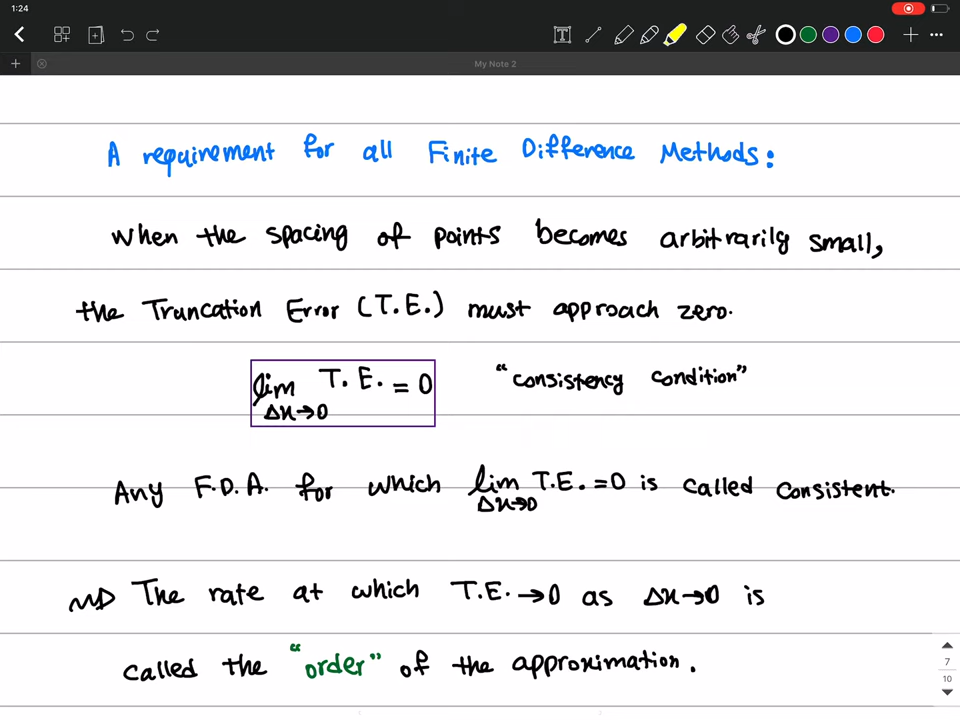 1:24
My Note 2
A requirement for all Finite Difference Methods:
When the spacing of points becomes arbitrarily small,
the Truncation Error (T.E.) must approach zero.
lim T.E. = 0 "consistency condition"
Δx→0
Any F.D.A. for which lim T.E. = 0 is called Consistent.
Δx→0
The rate at which T.E. → 0 as Δx→0 is
called the "order" of the approximation.
7
10